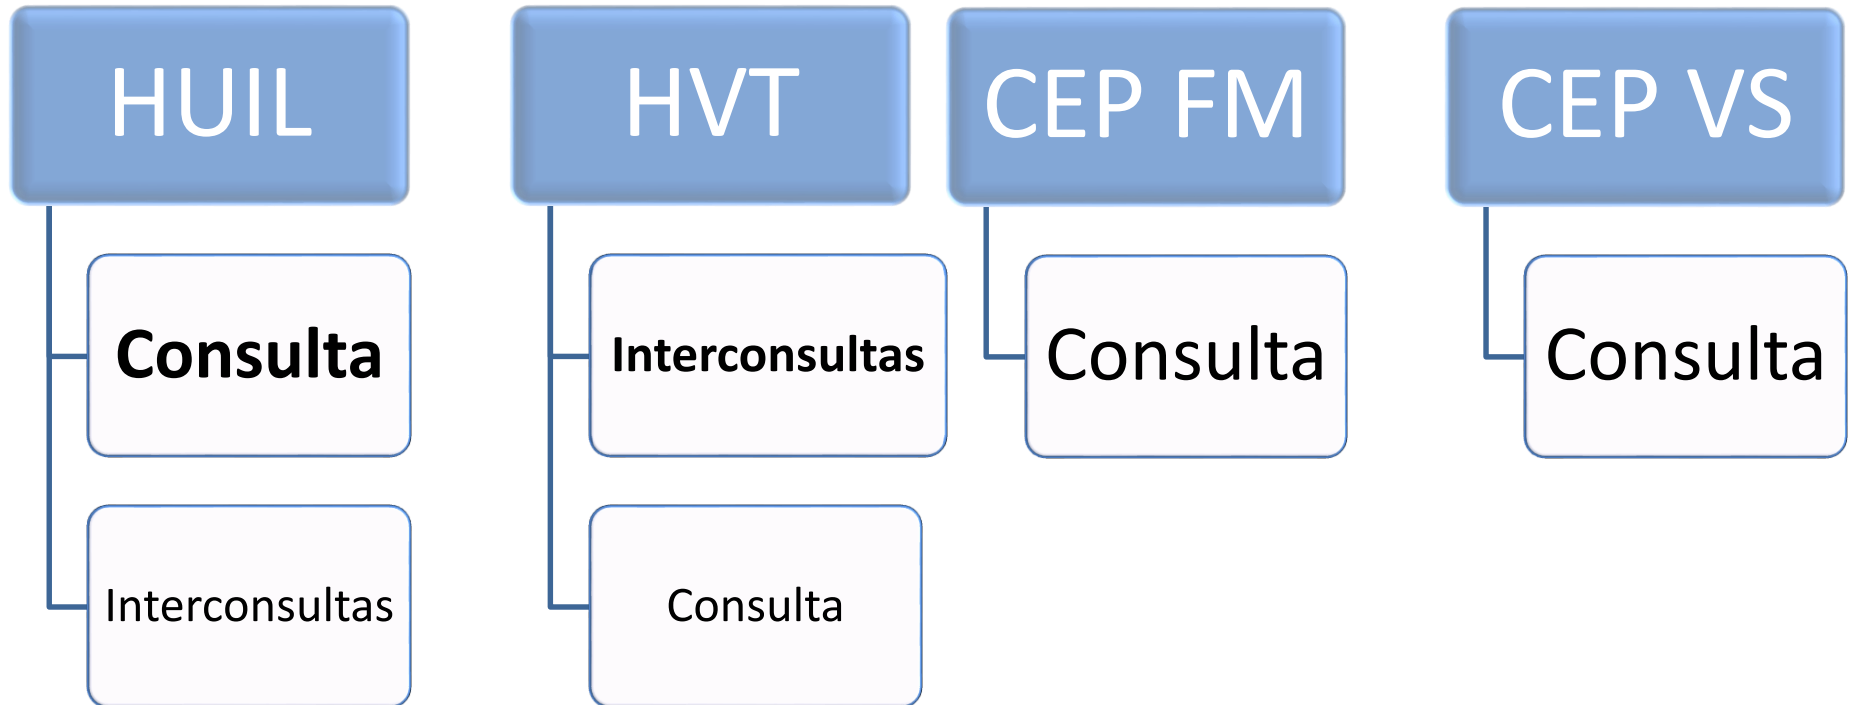 HUIL
Consulta
Interconsultas
HVT
Interconsultas
Consulta
CEP FM
Consulta
CEP VS
Consulta